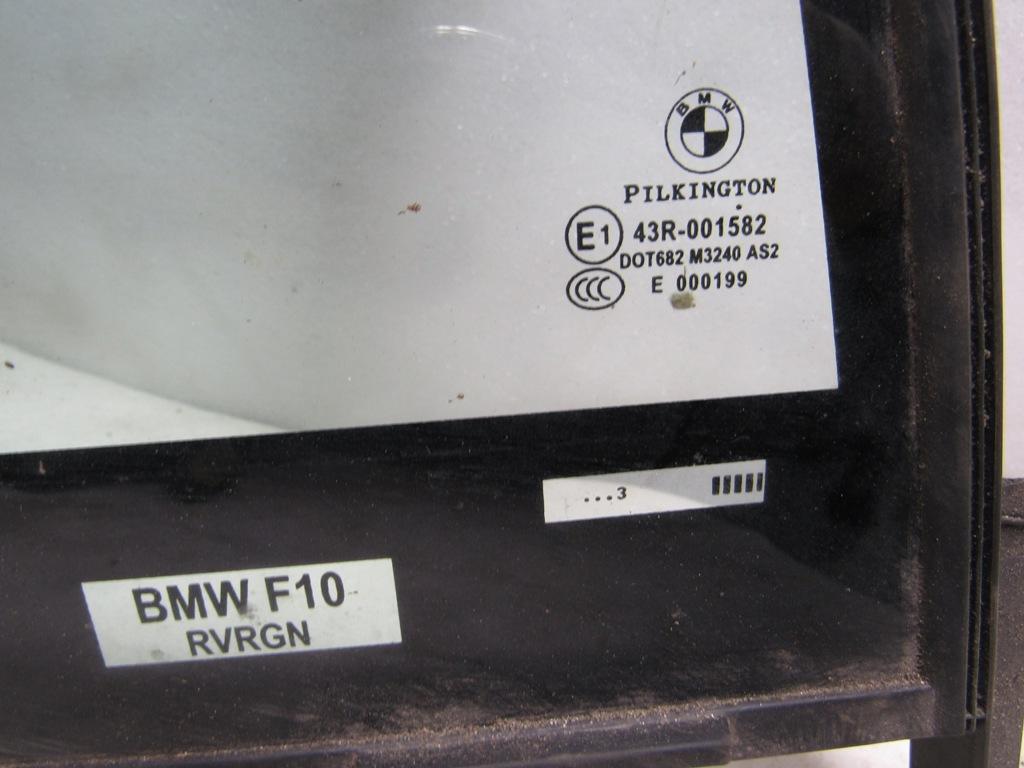 BMW
PILKINGTON
E1 43R-001582
DOT682 M3240 AS2
CCC E 000199
...3
BMW F10
RVRGN